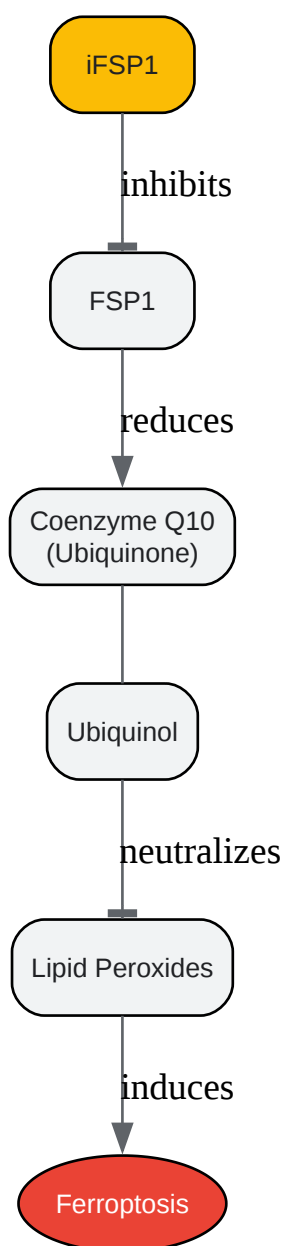 iFSP1
inhibits
FSP1
reduces
Coenzyme Q10
(Ubiquinone)
Ubiquinol
neutralizes
Lipid Peroxides
induces
Ferroptosis